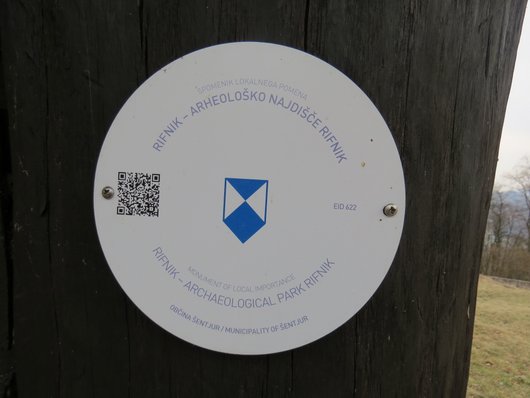 SPOMENIK LOKALNEGA POMENA
RIFNIK – ARHEOLOŠKO NAJDIŠČE RIFNIK
EID 622
MONUMENT OF LOCAL IMPORTANCE
RIFNIK – ARCHAEOLOGICAL PARK RIFNIK
OBČINA ŠENTJUR / MUNICIPALITY OF ŠENTJUR